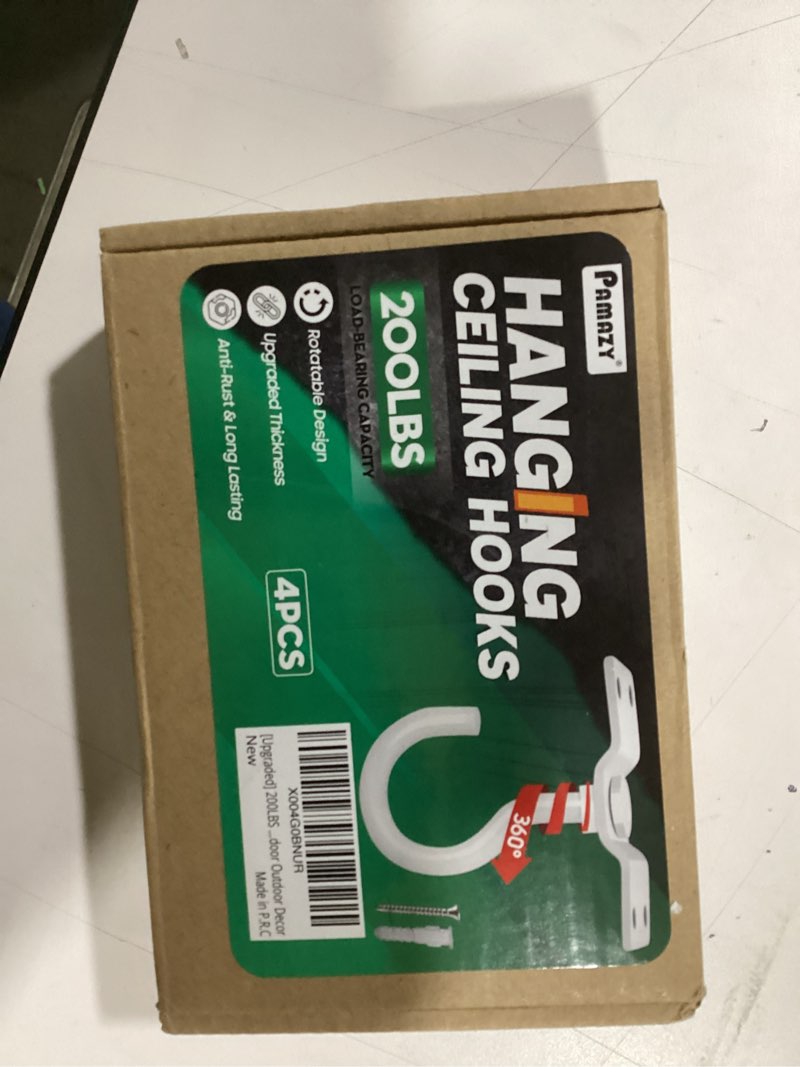 PAMAZY®
HANGING
CEILING HOOKS
200LBS
LOAD-BEARING CAPACITY
Rotatable Design
Upgraded Thickness
Anti-Rust & Long Lasting
4PCS
360°
X004G0BNUR
[Upgraded] 200LBS ...door Outdoor Decor
New
Made in P.R.C